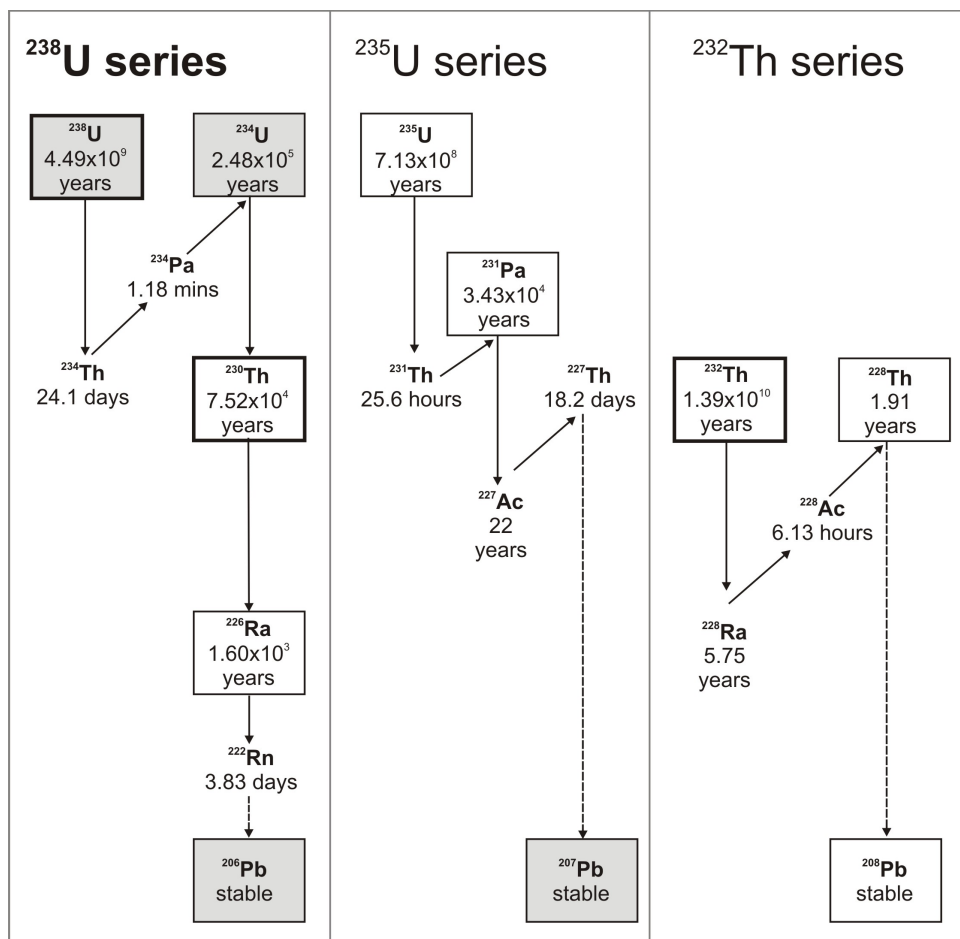 ²³⁸U series
²³⁸U
4.49x10⁹
years
²³⁴U
2.48x10⁵
years
²³⁴Pa
1.18 mins
²³⁴Th
24.1 days
²³⁰Th
7.52x10⁴
years
²²⁶Ra
1.60x10³
years
²²²Rn
3.83 days
²⁰⁶Pb
stable
²³⁵U series
²³⁵U
7.13x10⁸
years
²³¹Pa
3.43x10⁴
years
²³¹Th
25.6 hours
²²⁷Th
18.2 days
²²⁷Ac
22
years
²⁰⁷Pb
stable
²³²Th series
²³²Th
1.39x10¹⁰
years
²²⁸Th
1.91
years
²²⁸Ac
6.13 hours
²²⁸Ra
5.75
years
²⁰⁸Pb
stable